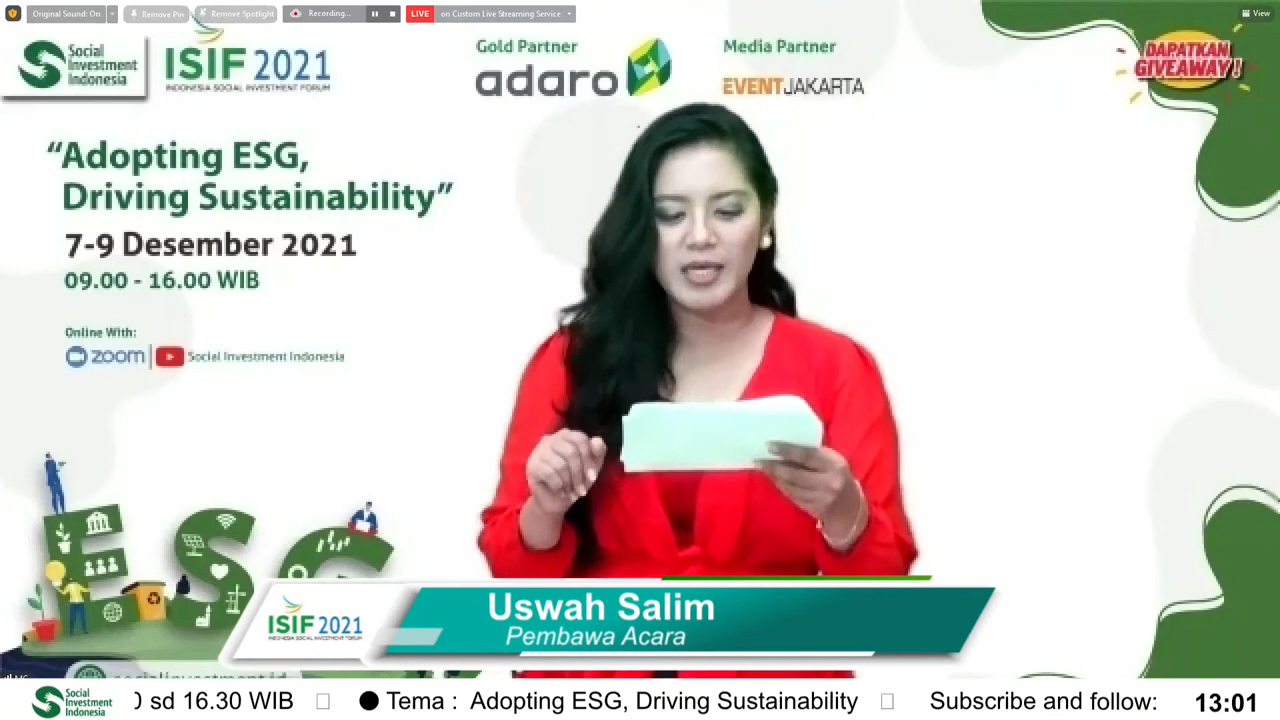 Original Sound: On
Remove Pin
Remove Spotlight
Recording...
LIVE
on Custom Live Streaming Service
View
Social
Investment
Indonesia
ISIF 2021
INDONESIA SOCIAL INVESTMENT FORUM
Gold Partner
adaro
Media Partner
EVENTJAKARTA
DAPATKAN
GIVEAWAY!
“Adopting ESG,
Driving Sustainability”
7-9 Desember 2021
09.00 - 16.00 WIB
Online With:
zoom
Social Investment Indonesia
ESG
ISIF 2021
INDONESIA SOCIAL INVESTMENT FORUM
Uswah Salim
Pembawa Acara
socialinvestment.id
Social
Investment
Indonesia
0 sd 16.30 WIB
Tema : Adopting ESG, Driving Sustainability
Subscribe and follow:
13:01